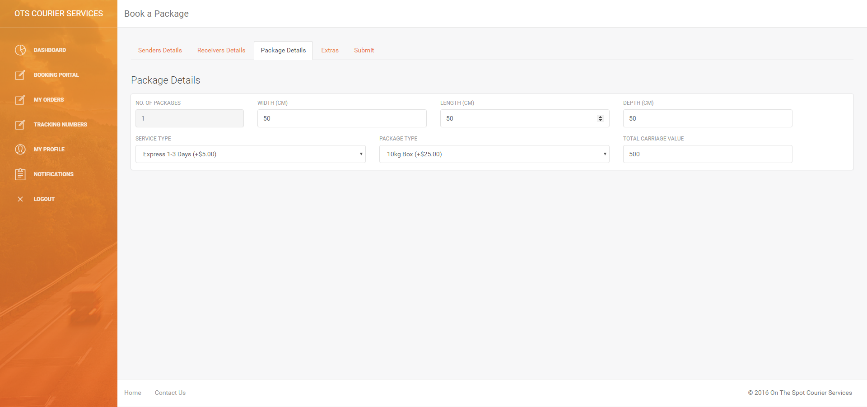 OTS COURIER SERVICES
Book a Package
DASHBOARD
BOOKING PORTAL
MY ORDERS
TRACKING NUMBERS
MY PROFILE
NOTIFICATIONS
LOGOUT
Senders Details Receivers Details Package Details Extras Submit
Package Details
NO. OF PACKAGES WIDTH (CM) LENGTH (CM) DEPTH (CM)
1 50 50 50
SERVICE TYPE PACKAGE TYPE TOTAL CARRIAGE VALUE
Express 1-3 Days (+$5.00) 10kg Box (+$25.00) 500
Home Contact Us © 2016 On The Spot Courier Services